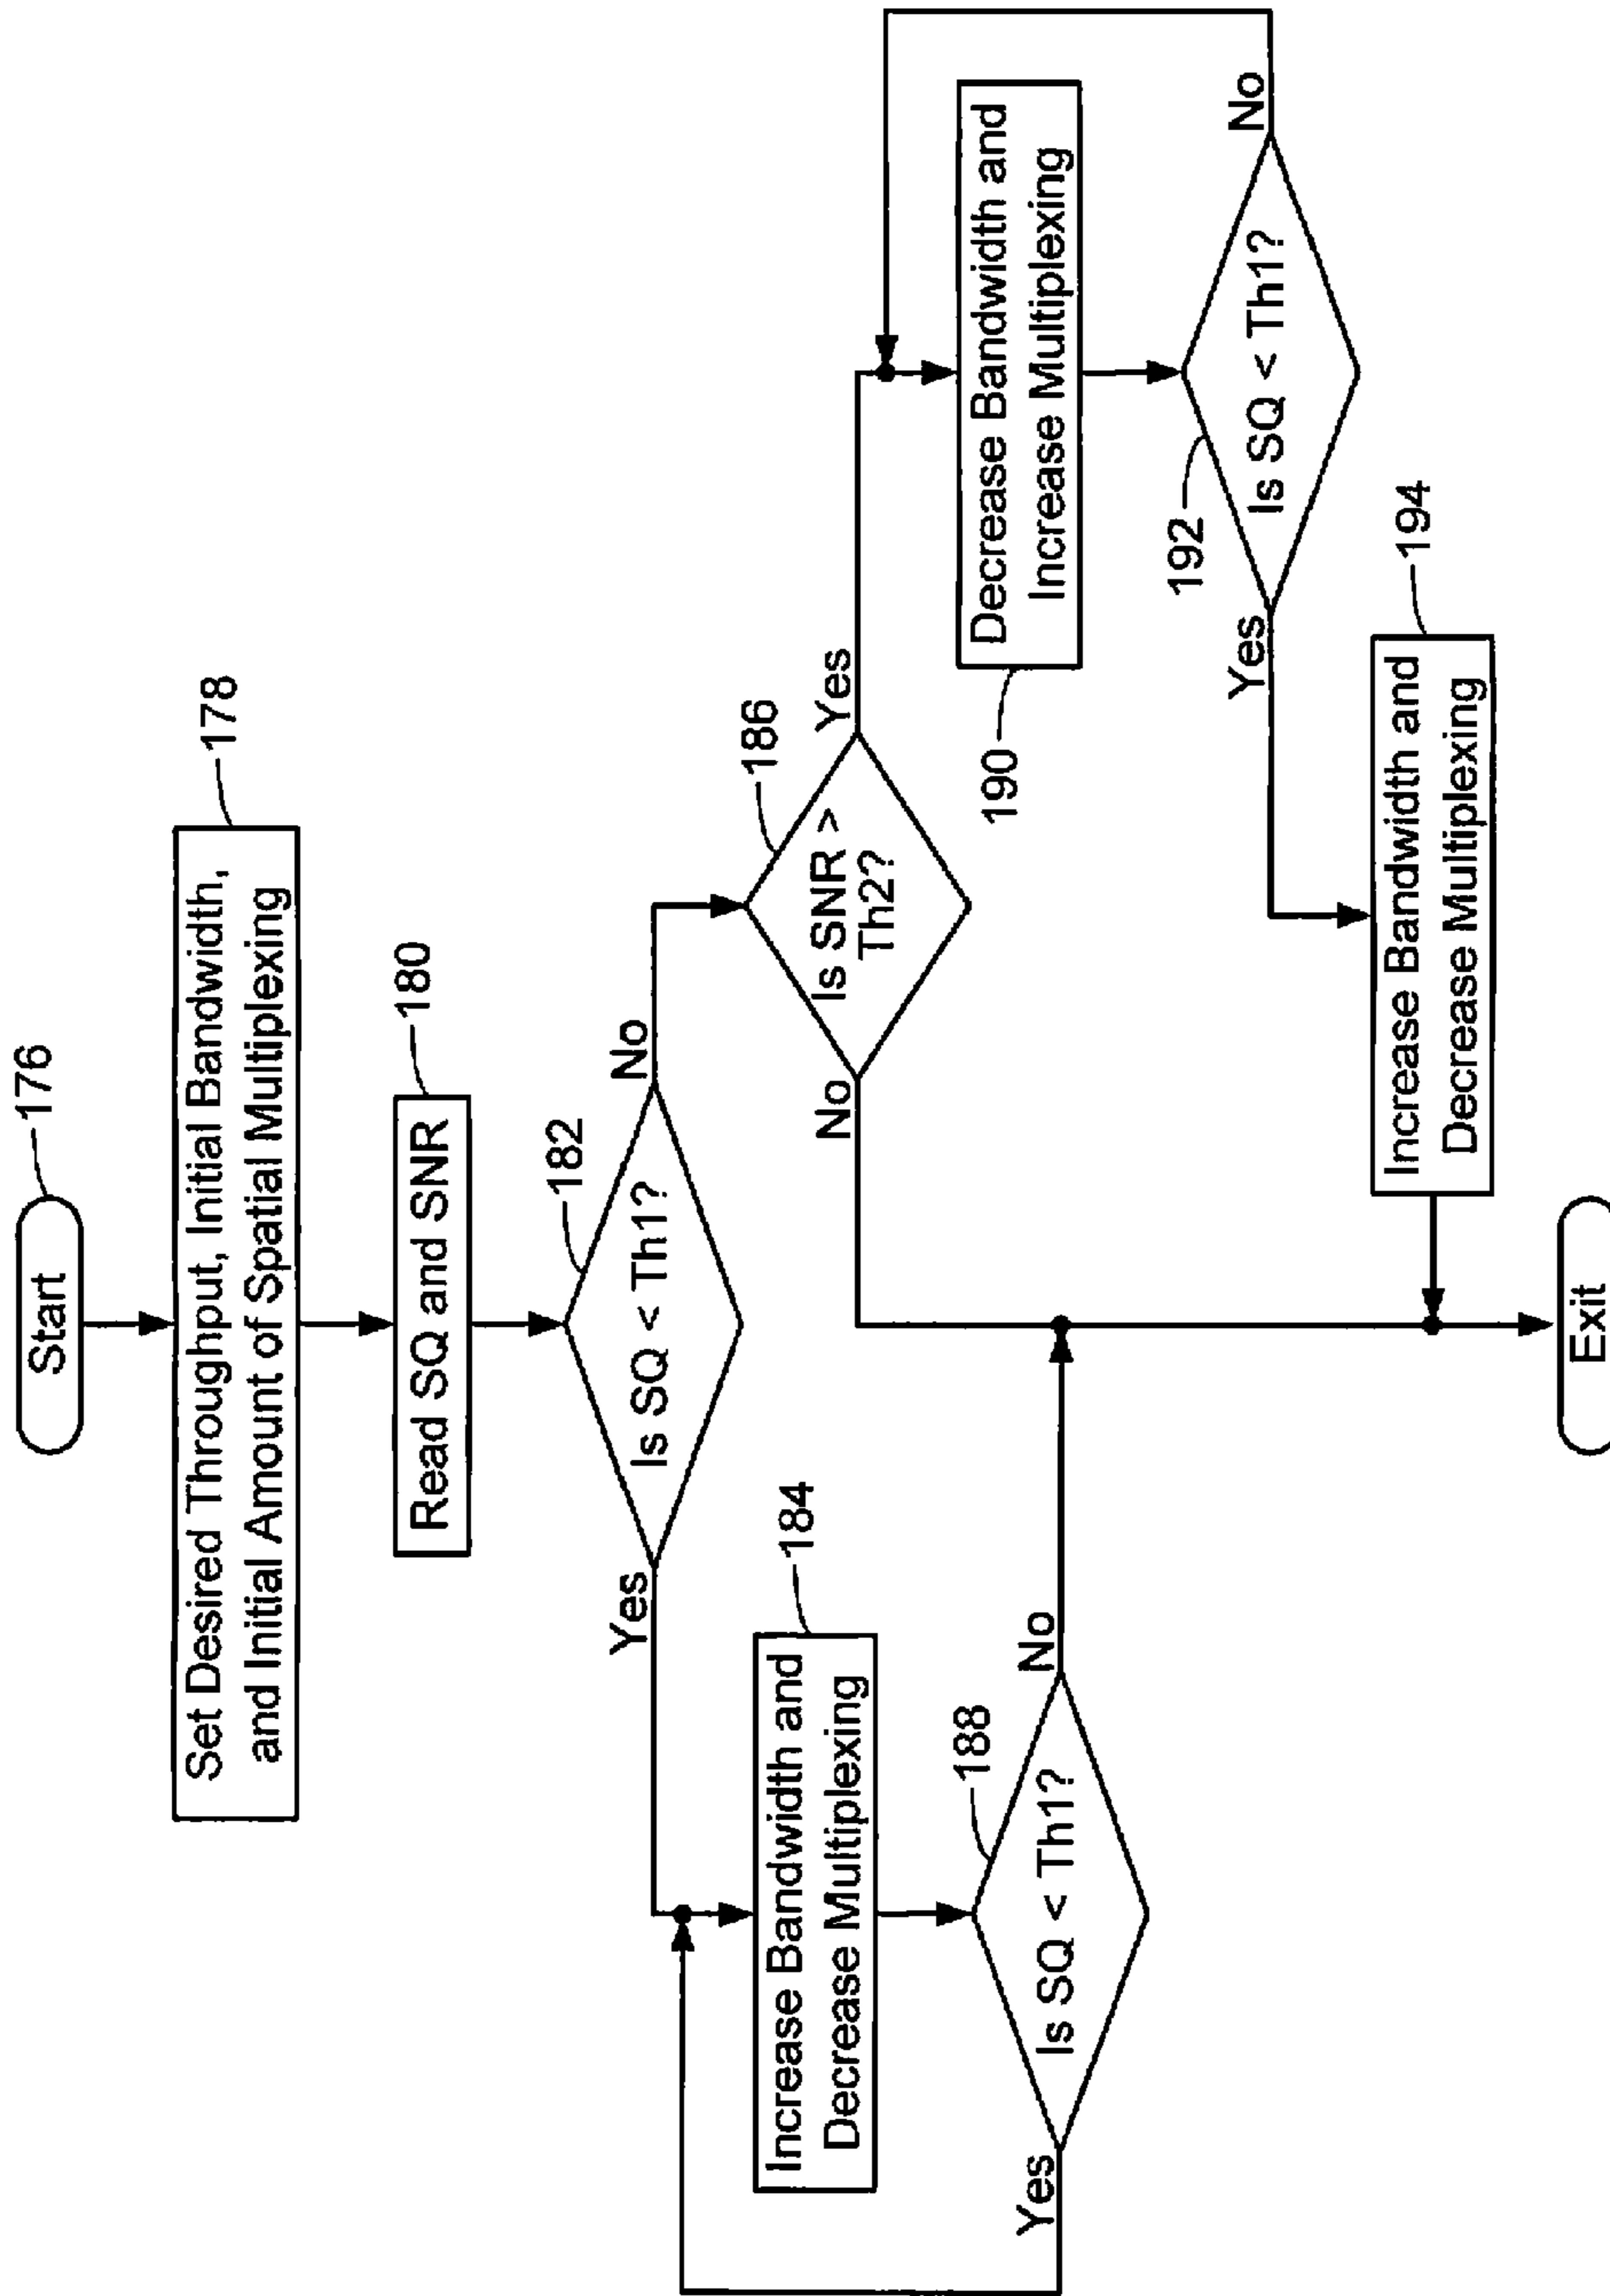 Start
176
Set Desired Throughput, Initial Bandwidth,
and Initial Amount of Spatial Multiplexing
178
Read SQ and SNR
180
Is SQ < Th1?
182
Yes
No
Increase Bandwidth and
Decrease Multiplexing
184
Is SNR >
Th2?
186
No
Yes
Is SQ < Th1?
188
Yes
No
Decrease Bandwidth and
Increase Multiplexing
190
Is SQ < Th1?
192
Yes
No
Increase Bandwidth and
Decrease Multiplexing
194
Exit